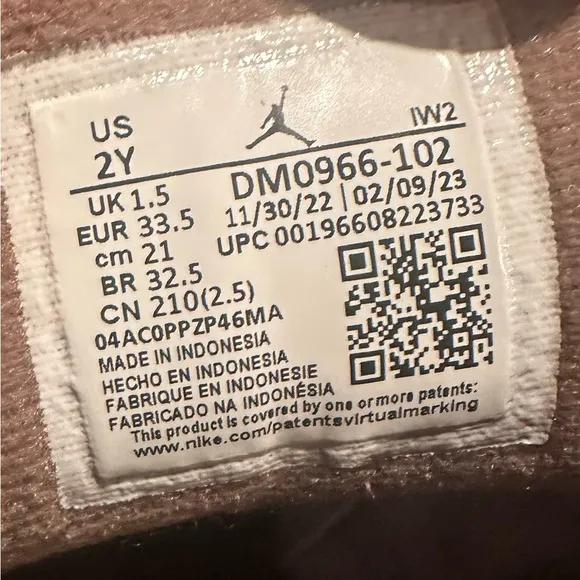 US
2Y
IW2
UK 1.5
EUR 33.5
cm 21
BR 32.5
CN 210(2.5)
DM0966-102
11/30/22 | 02/09/23
UPC 00196608223733
04AC0PPZP46MA
MADE IN INDONESIA
HECHO EN INDONESIA
FABRIQUE EN INDONESIE
FABRICADO NA INDONÉSIA
This product is covered by one or more patents:
www.nike.com/patentsvirtualmarking